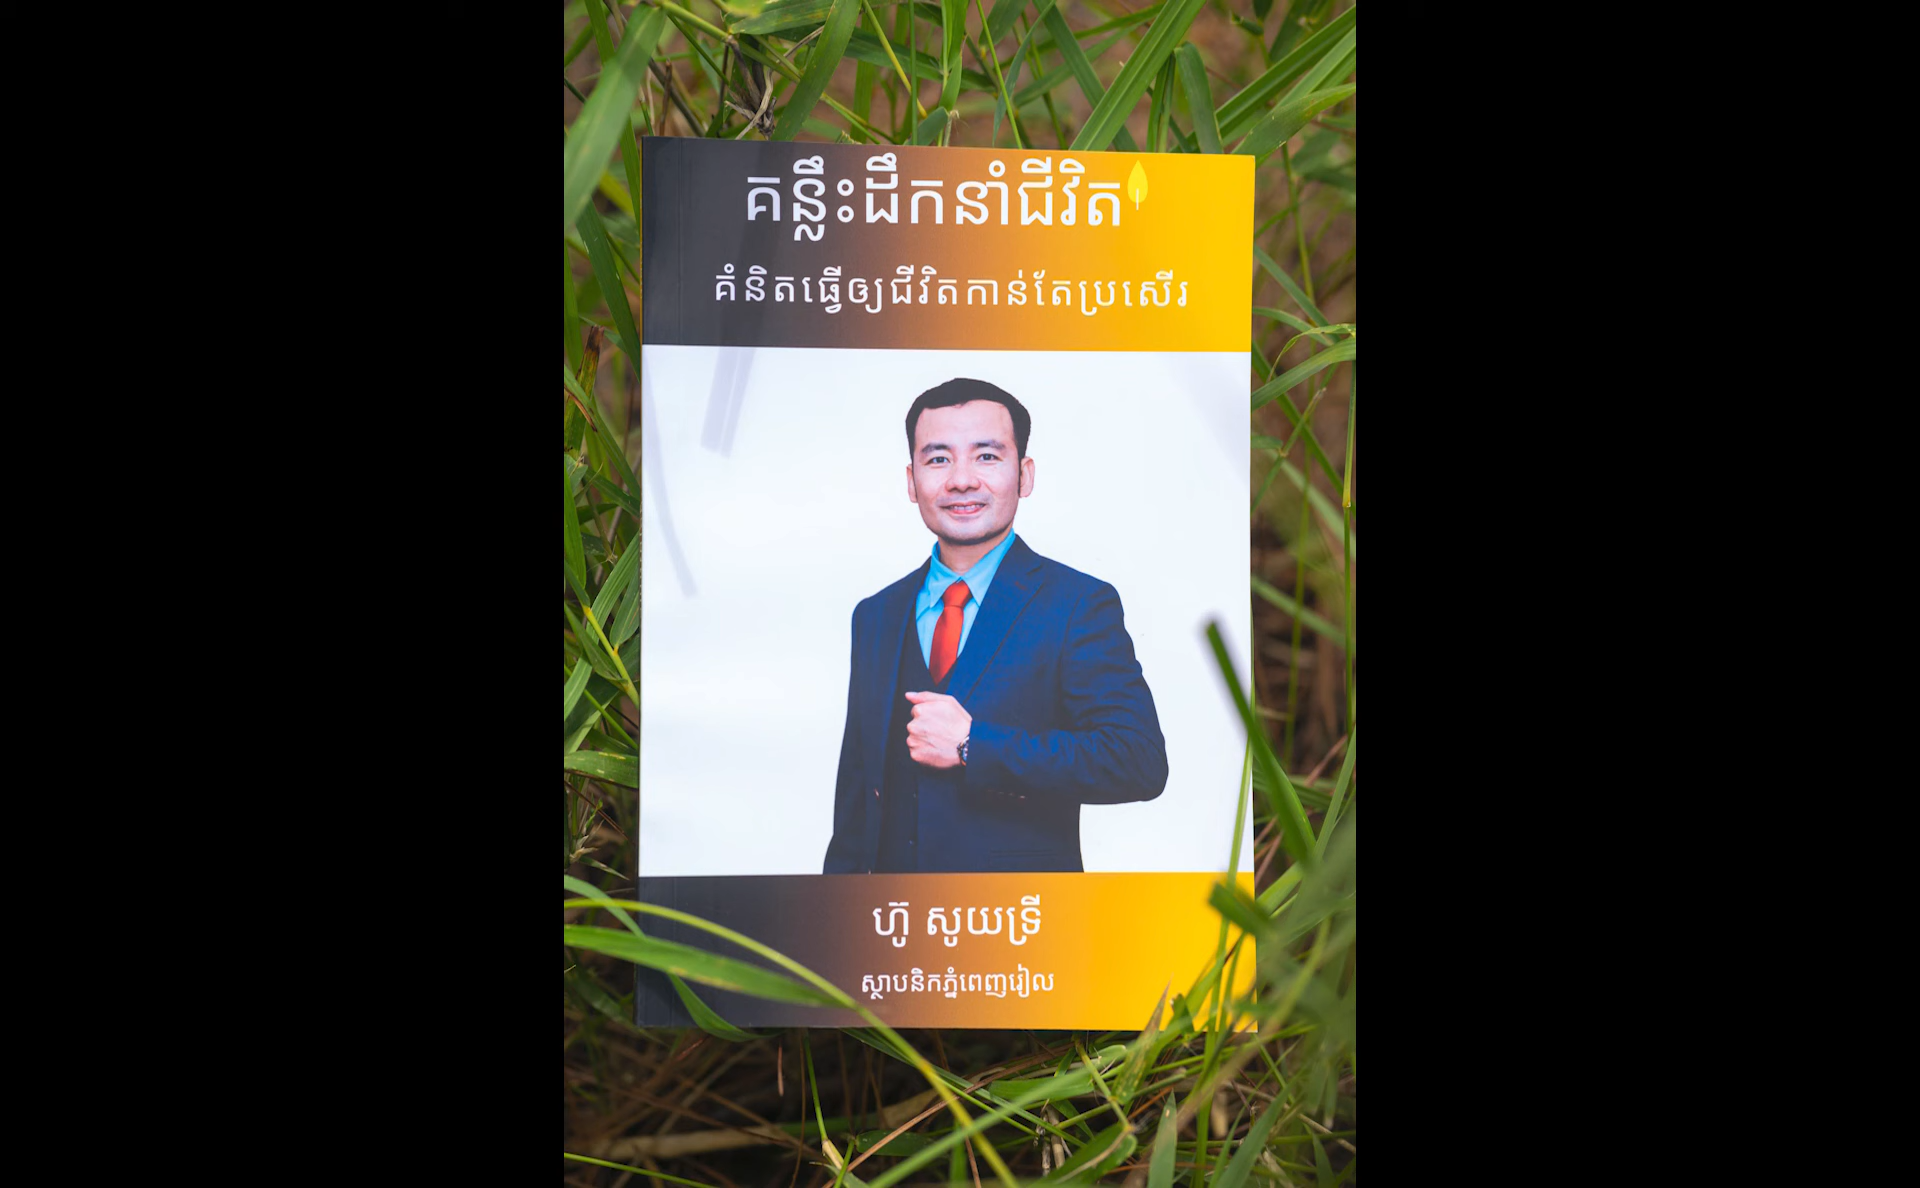 គន្លឹះដឹកនាំជីវិត
គំនិតធ្វើឲ្យជីវិតកាន់តែប្រសើរ
ហ៊ូ សូយទ្រី
ស្ថាបនិកភ្នំពេញរៀល